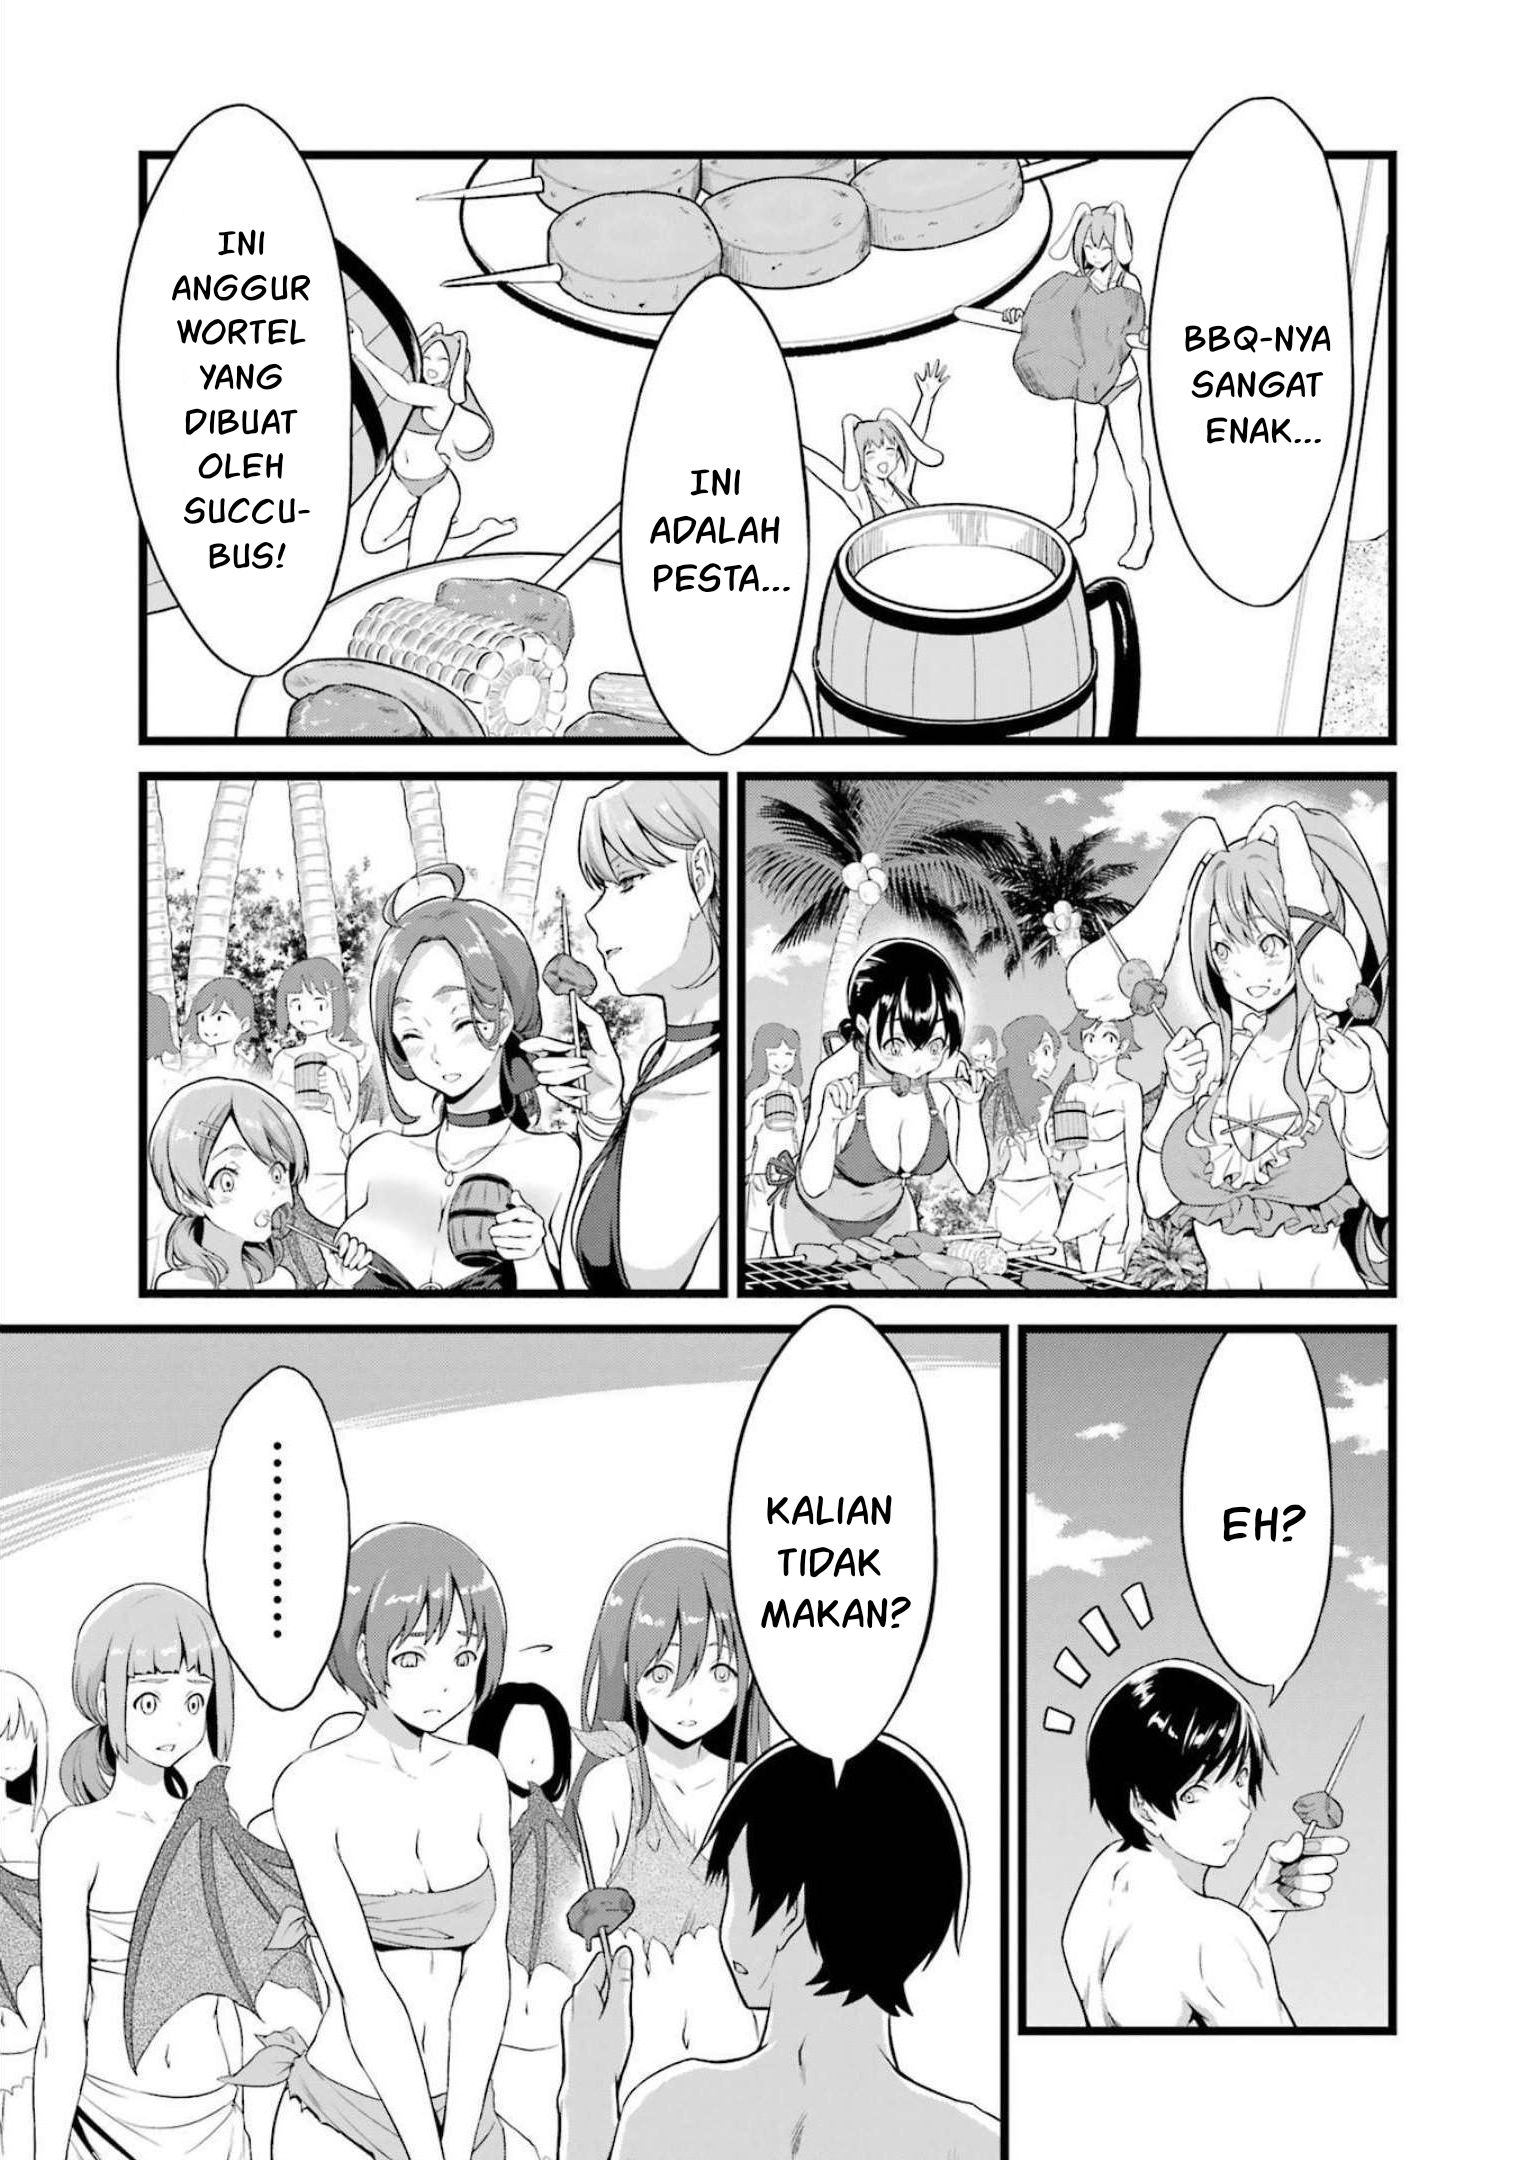 BBQ-NYA
SANGAT
ENAK...
INI
ADALAH
PESTA...
INI
ANGGUR
WORTEL
YANG
DIBUAT
OLEH
SUCCU-
BUS!
EH?
KALIAN
TIDAK
MAKAN?
............